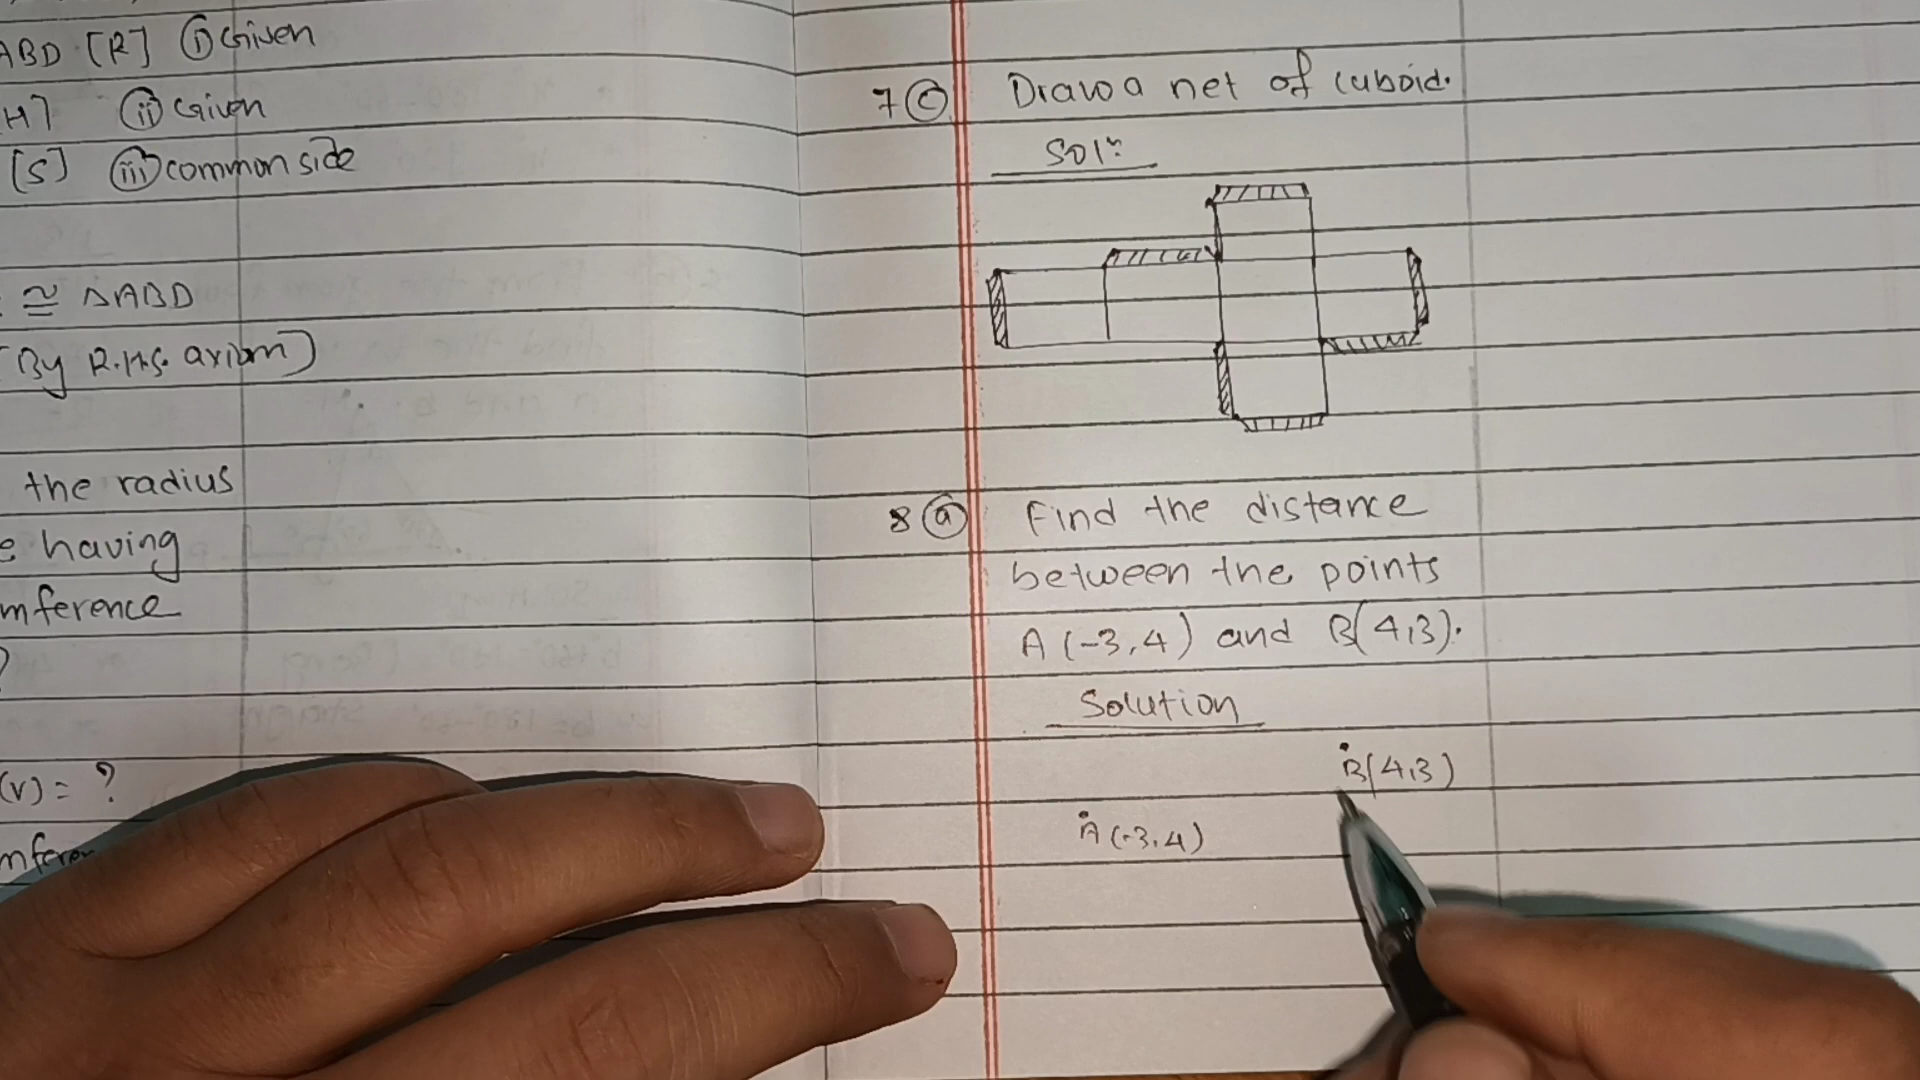 ABD [R] (i) Given
H] (ii) Given
[S] (iii) common side
≅ △ABD
[By R.H.S. axiom]
the radius
having
mference
?
(r) = ?
7 (c) Draw a net of cuboid.
Solⁿ
8 (a) Find the distance
between the points
A (-3, 4) and B(4,3).
Solution
B(4,3)
A (-3, 4)